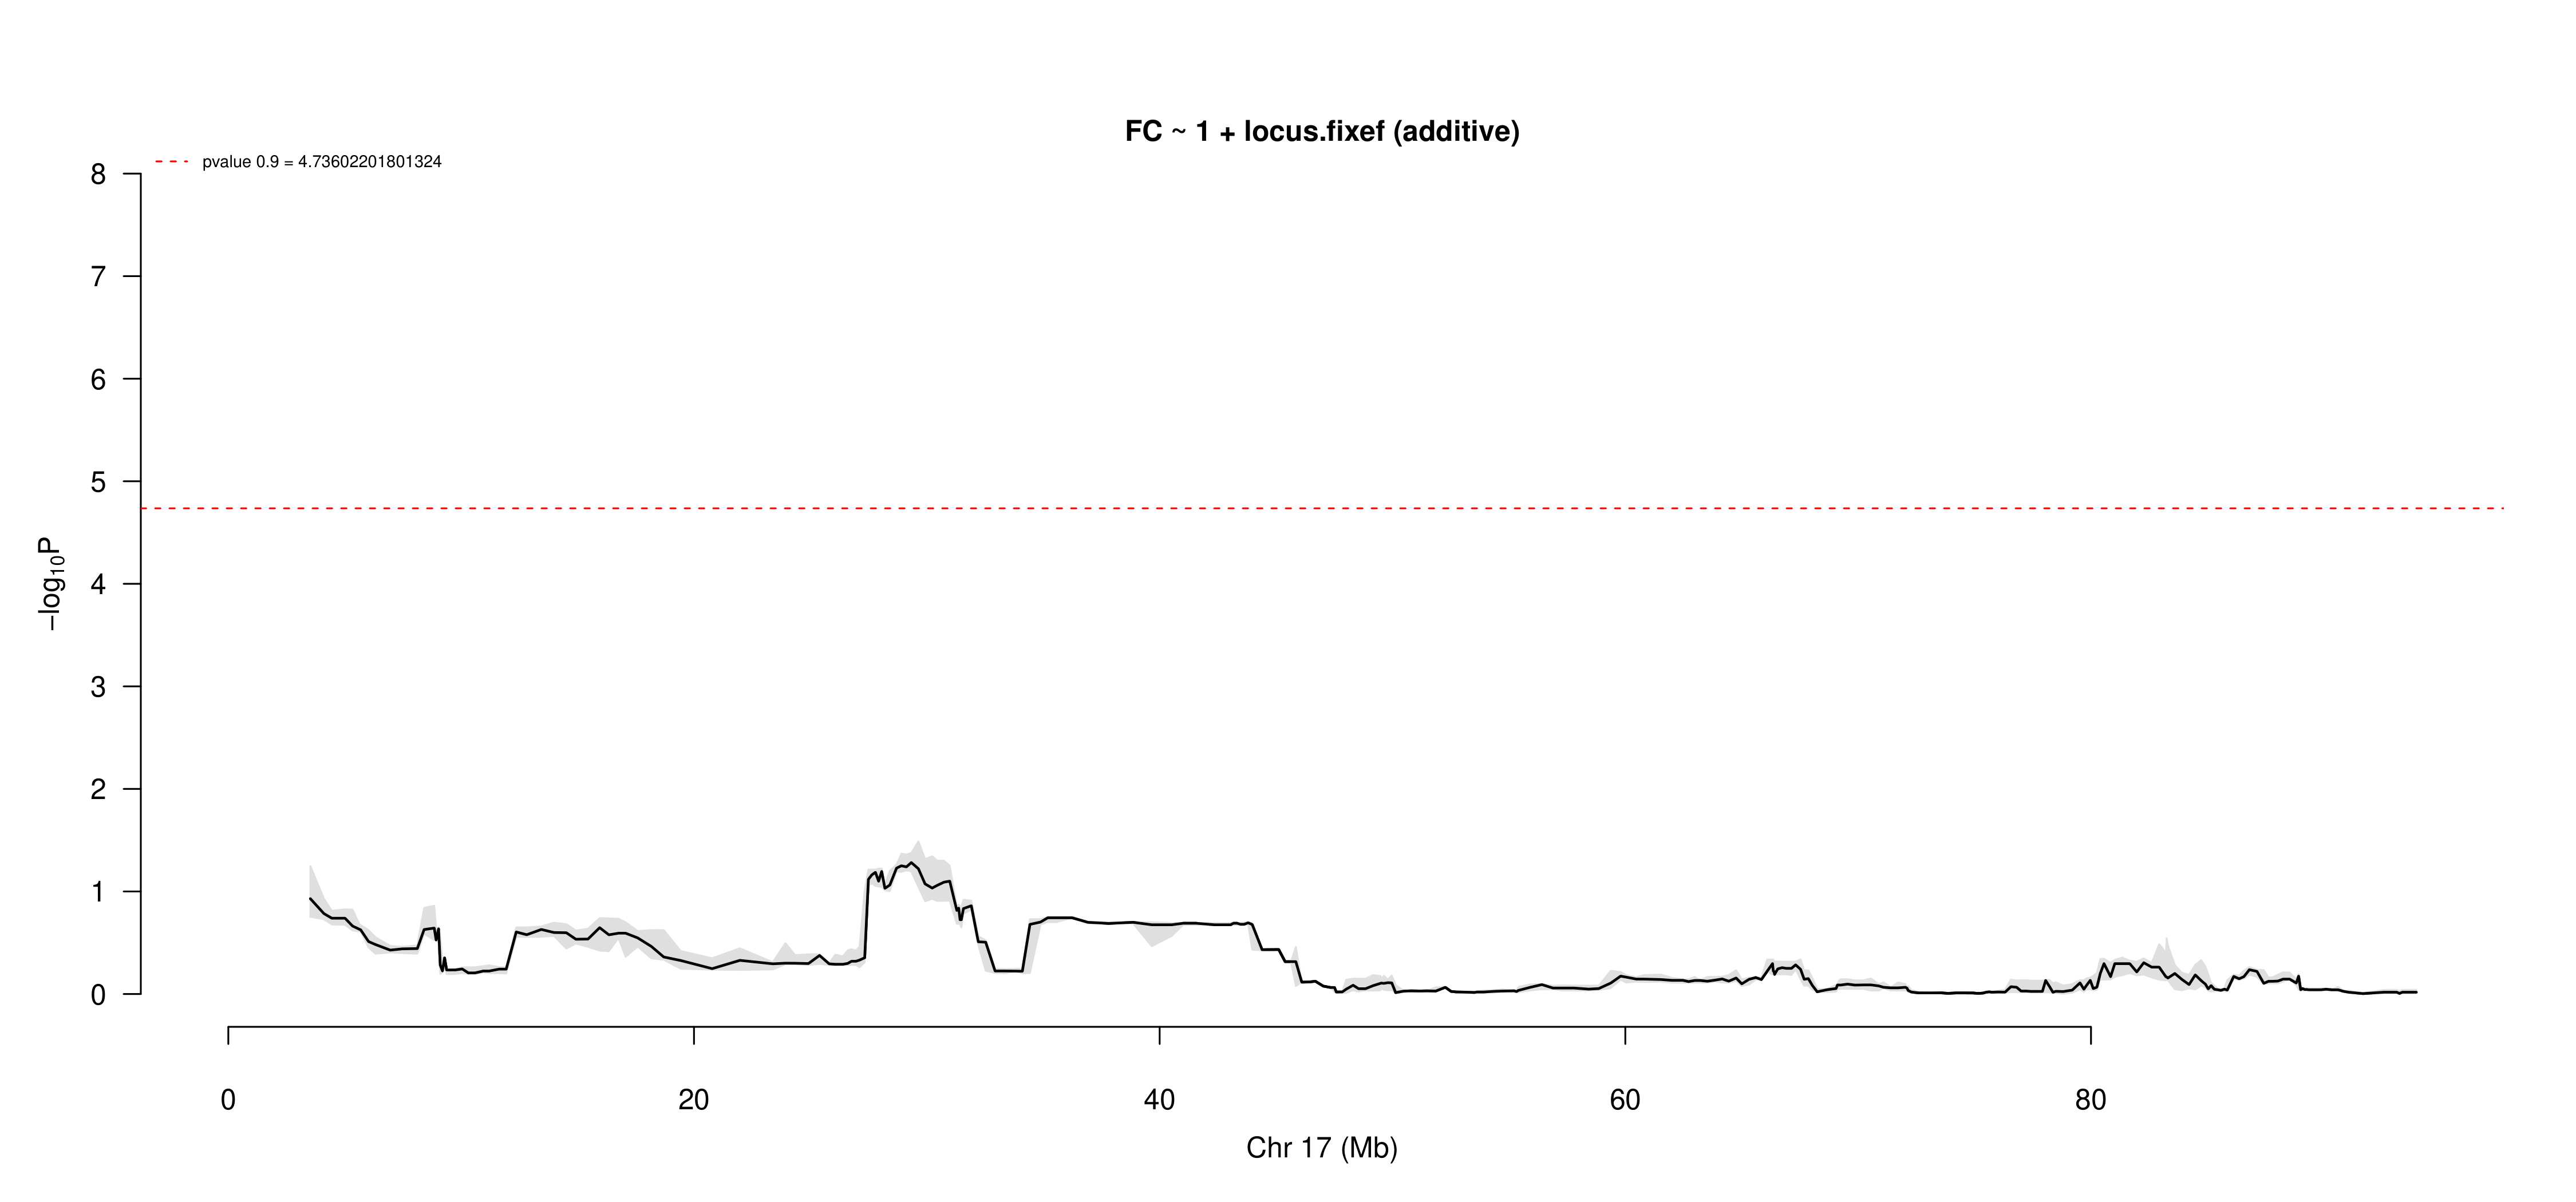 FC ~ 1 + locus.fixef (additive)
pvalue 0.9 = 4.73602201801324
8
7
6
5
4
3
2
1
0
−log10P
0 20 40 60 80
Chr 17 (Mb)